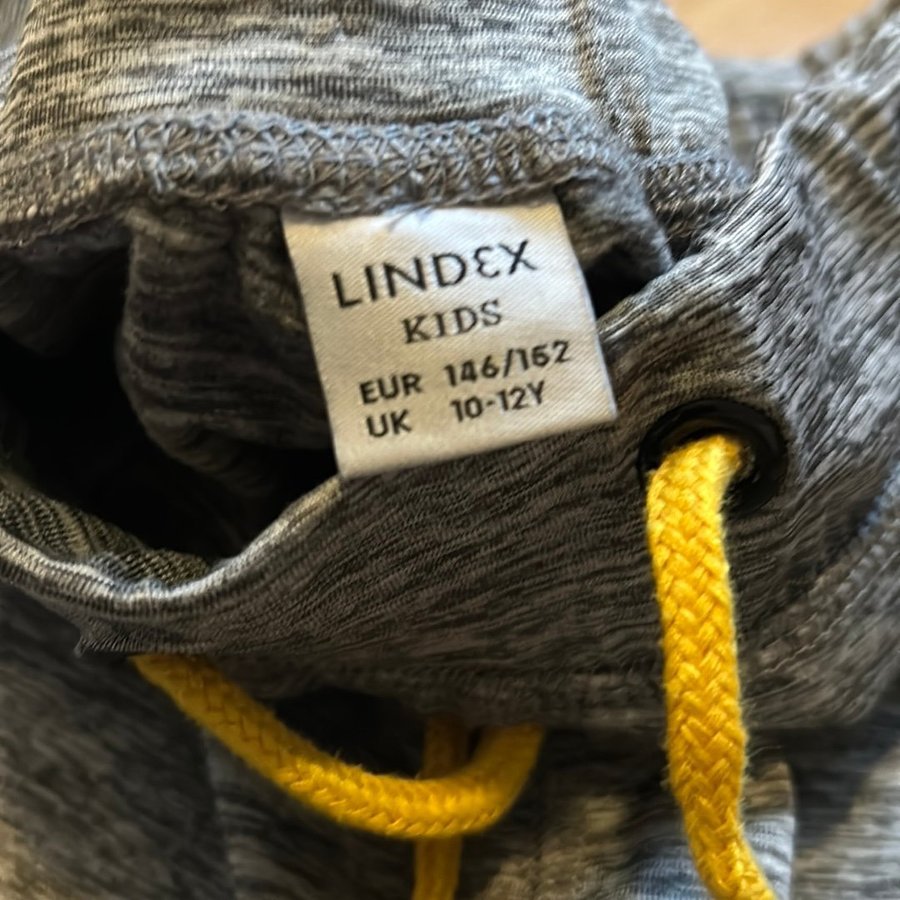 LINDEX
KIDS
EUR 146/152
UK 10-12Y